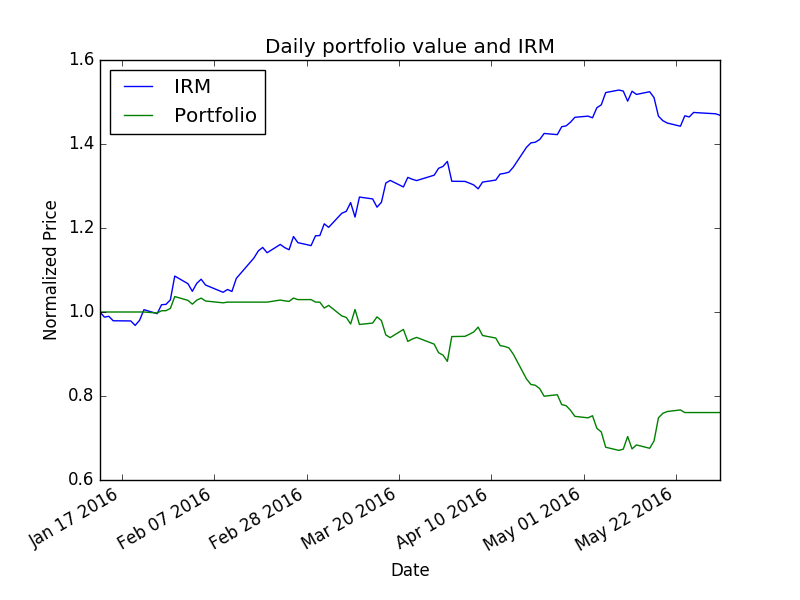 Daily portfolio value and IRM
IRM
Portfolio
Normalized Price
1.6
1.4
1.2
1.0
0.8
0.6
Jan 17 2016
Feb 07 2016
Feb 28 2016
Mar 20 2016
Apr 10 2016
May 01 2016
May 22 2016
Date